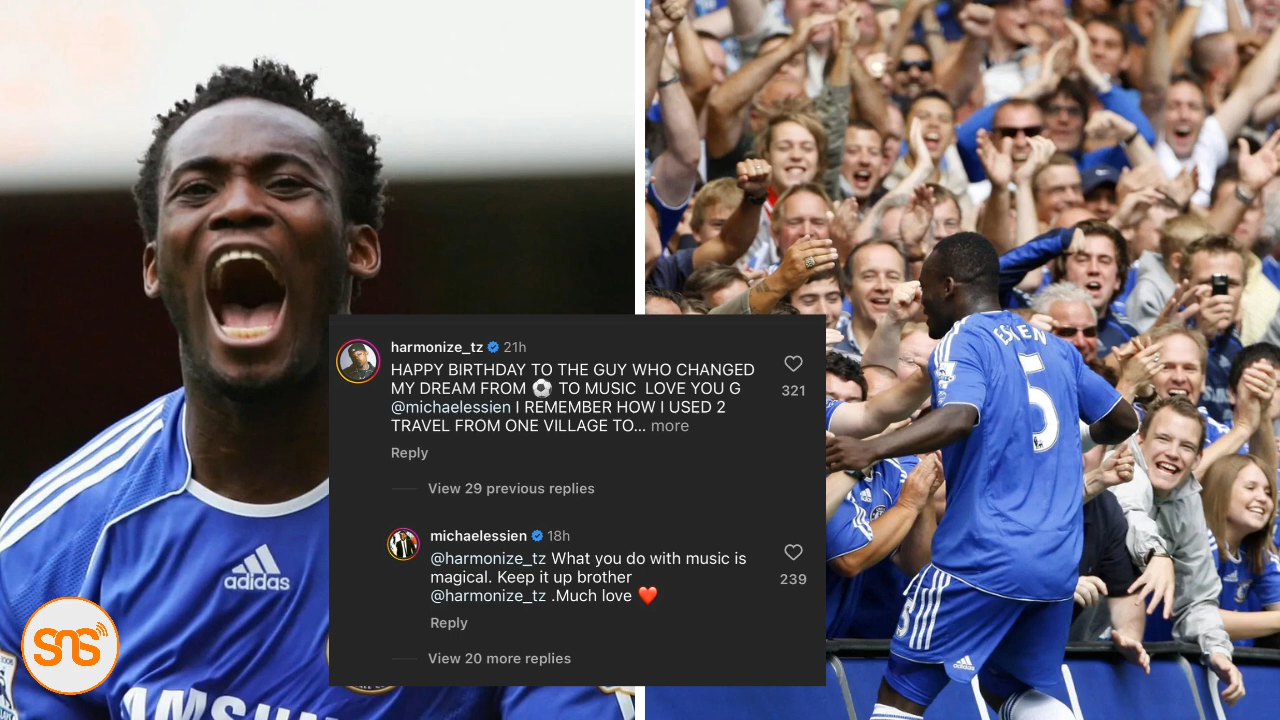 harmonize_tz 21h
HAPPY BIRTHDAY TO THE GUY WHO CHANGED
MY DREAM FROM ⚽ TO MUSIC LOVE YOU G
@michaelessien I REMEMBER HOW I USED 2
TRAVEL FROM ONE VILLAGE TO... more
321
Reply
View 29 previous replies
michaelessien 18h
@harmonize_tz What you do with music is
magical. Keep it up brother
@harmonize_tz .Much love ❤️
239
Reply
View 20 more replies
adidas
SAMSUNG
SNS
5
adidas